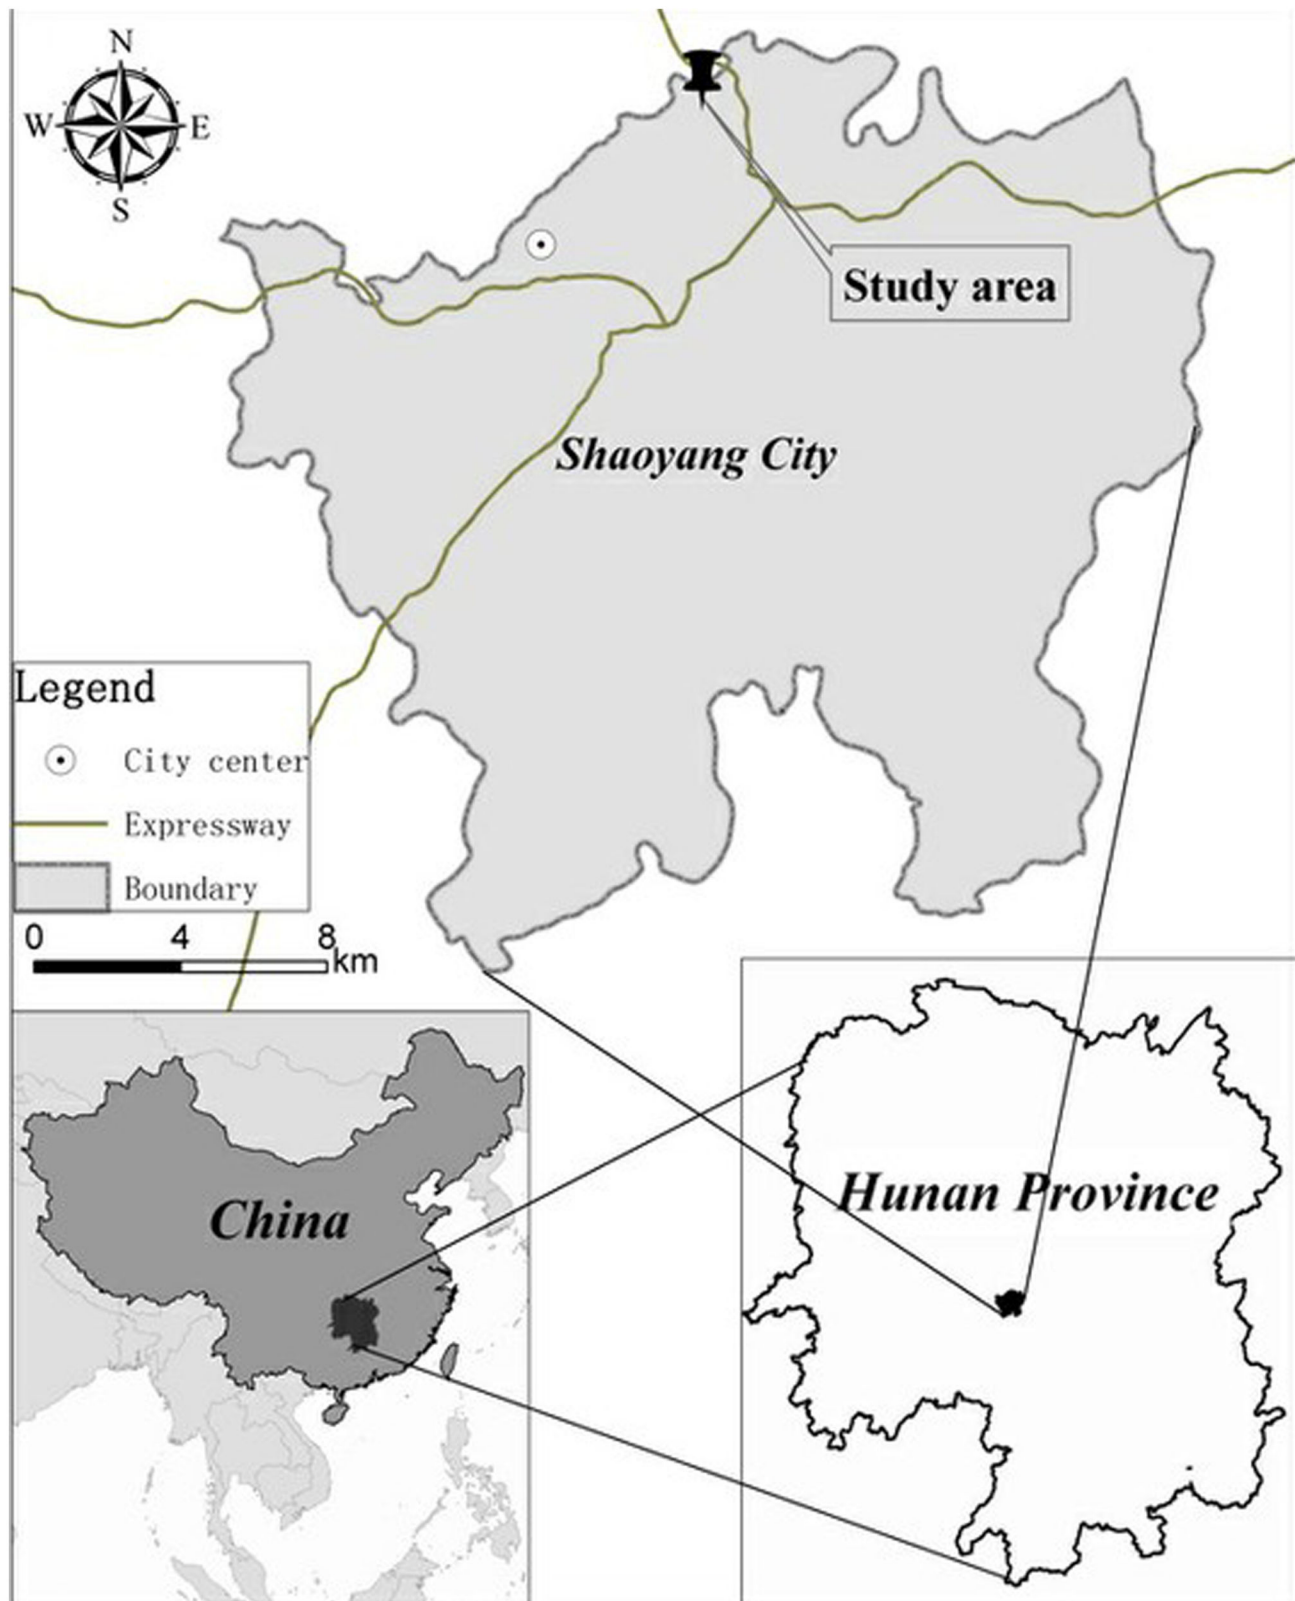 N
W E
S
Study area
Shaoyang City
Legend
City center
Expressway
Boundary
0 4 8 km
China
Hunan Province